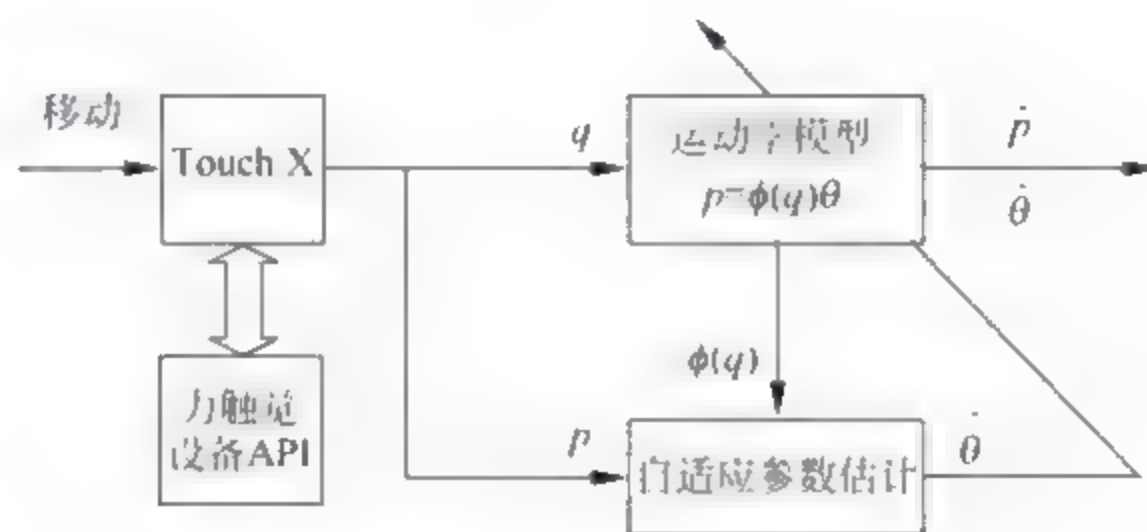 移动
Touch X
q
运动学模型
p=ϕ(q)θ
ṗ
θ̇
ϕ(q)
力触觉
设备API
p
自适应参数估计
θ̇